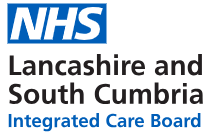 NHS
Lancashire and
South Cumbria
Integrated Care Board